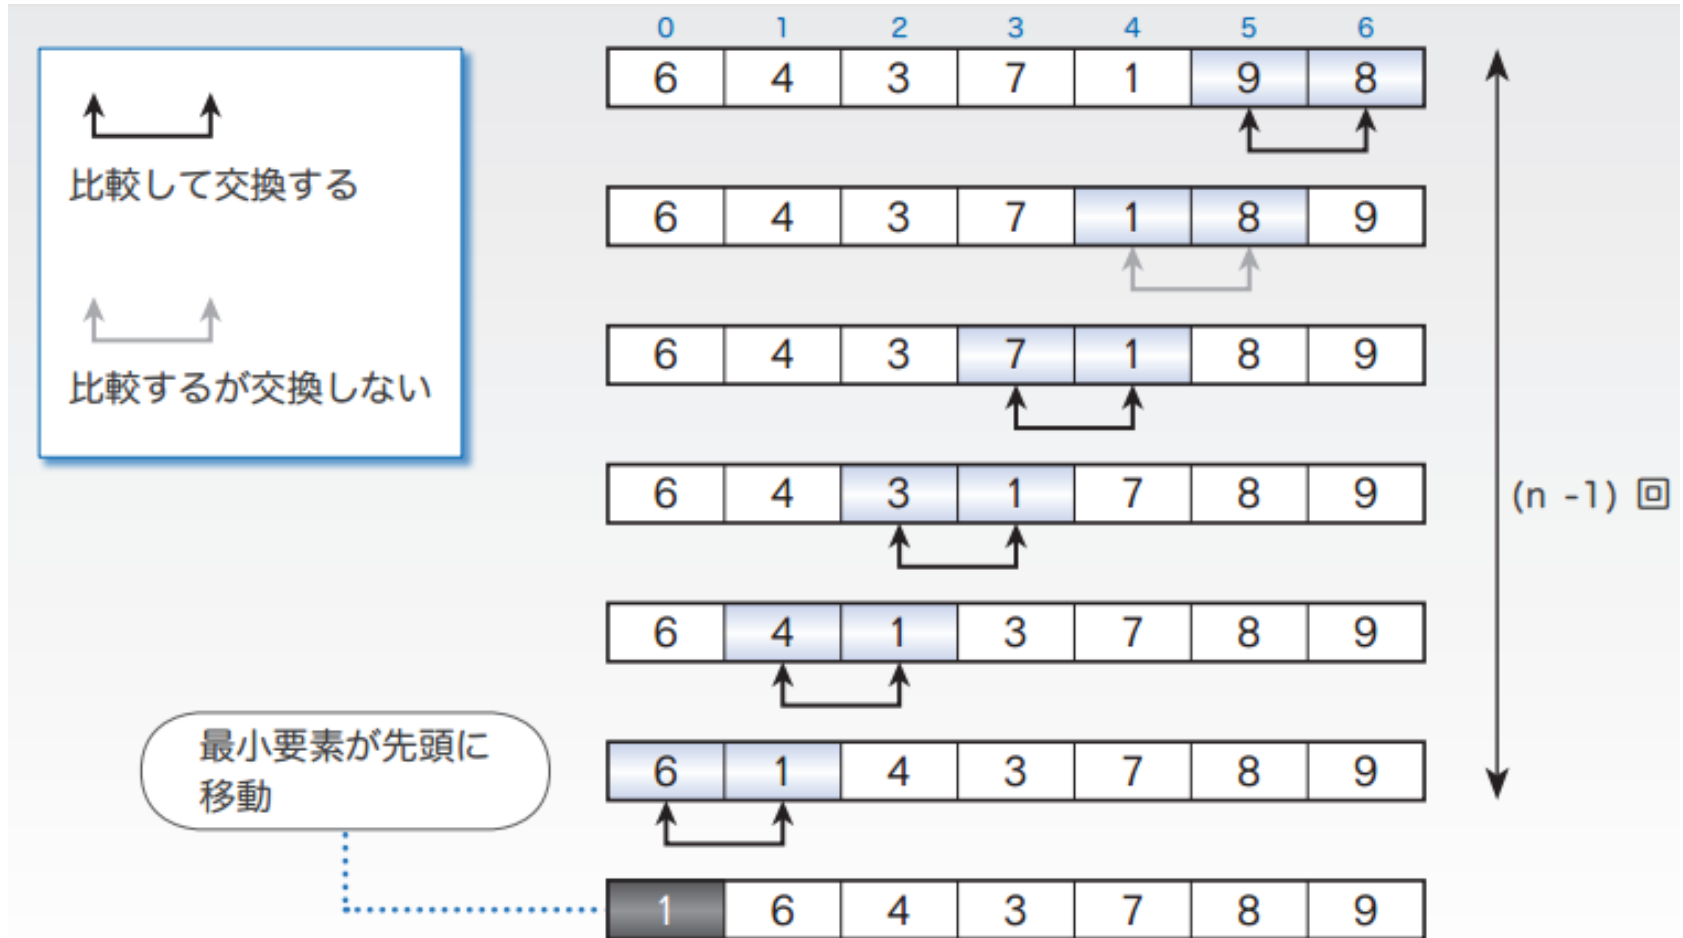 0 1 2 3 4 5 6
6 4 3 7 1 9 8
比較して交換する
6 4 3 7 1 8 9
6 4 3 7 1 8 9
比較するが交換しない
6 4 3 1 7 8 9
(n -1) 回
6 4 1 3 7 8 9
最小要素が先頭に
移動
6 1 4 3 7 8 9
1 6 4 3 7 8 9